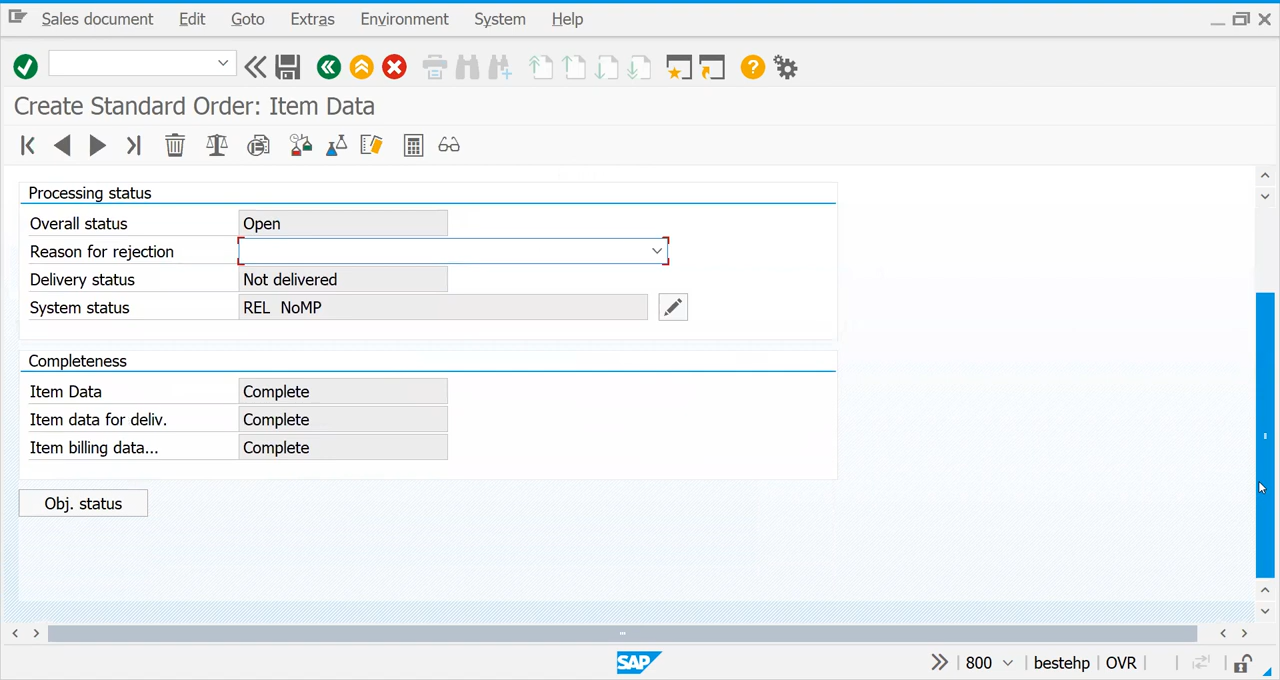 Sales document Edit Goto Extras Environment System Help
Create Standard Order: Item Data
Processing status
Overall status Open
Reason for rejection
Delivery status Not delivered
System status REL NoMP
Completeness
Item Data Complete
Item data for deliv. Complete
Item billing data... Complete
Obj. status
SAP 800 bestehp OVR